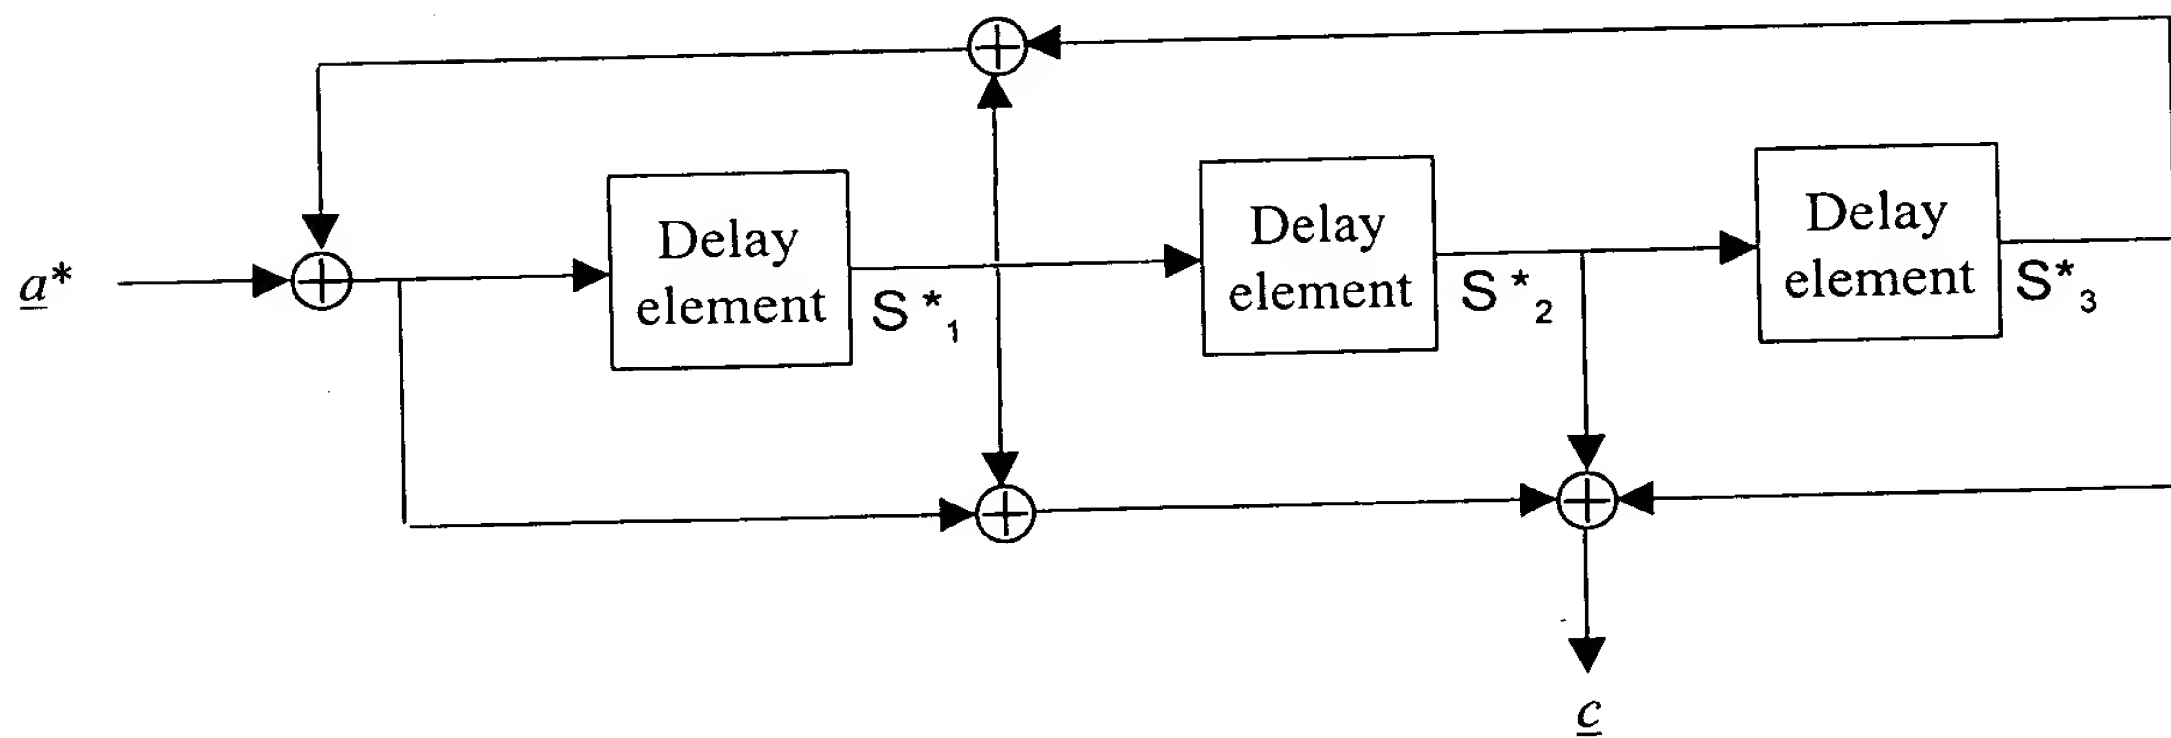 Delay
element
Delay
element
Delay
element
a*
S*1
S*2
S*3
c